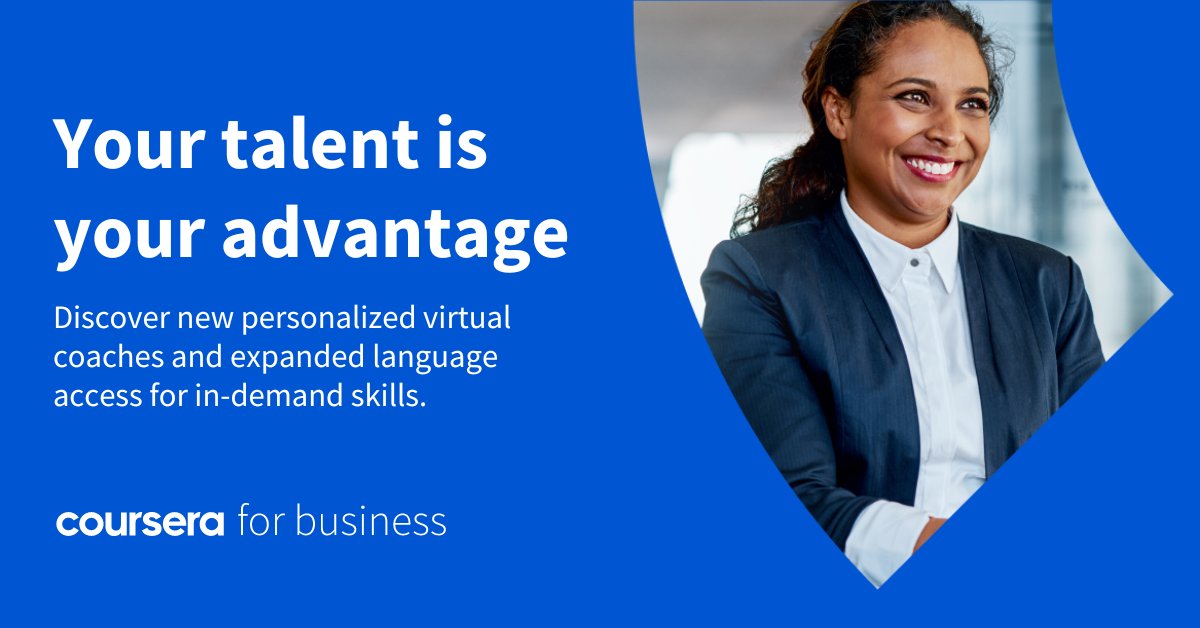 Your talent is
your advantage
Discover new personalized virtual
coaches and expanded language
access for in-demand skills.
coursera for business